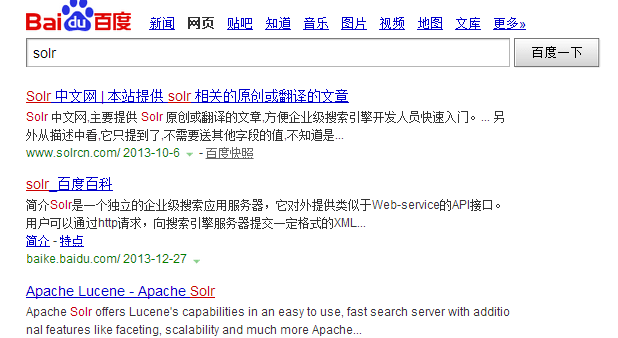 Bai du 百度
新闻 网页 贴吧 知道 音乐 图片 视频 地图 文库 更多»
solr 百度一下
Solr 中文网 | 本站提供 solr 相关的原创或翻译的文章
Solr 中文网,主要提供 Solr 原创或翻译的文章,方便企业级搜索引擎开发人员快速入门。... 另
外从描述中看,它只提到了,不需要送其他字段的值,不知道是...
www.solrcn.com/ 2013-10-6 - 百度快照
solr_百度百科
简介Solr是一个独立的企业级搜索应用服务器，它对外提供类似于Web-service的API接口。
用户可以通过http请求，向搜索引擎服务器提交一定格式的XML...
简介 - 特点
baike.baidu.com/ 2013-12-27
Apache Lucene - Apache Solr
Apache Solr offers Lucene's capabilities in an easy to use, fast search server with additio
nal features like faceting, scalability and much more Apache...